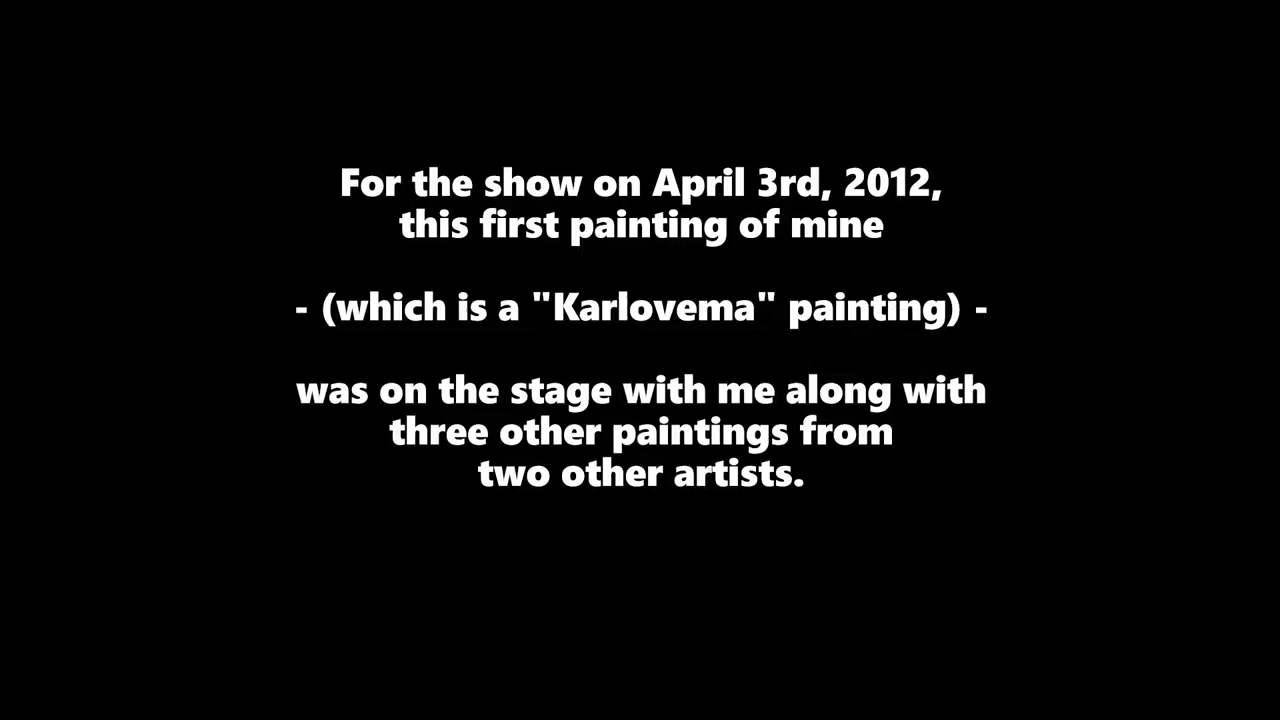 For the show on April 3rd, 2012,
this first painting of mine
- (which is a "Karlovema" painting) -
was on the stage with me along with
three other paintings from
two other artists.